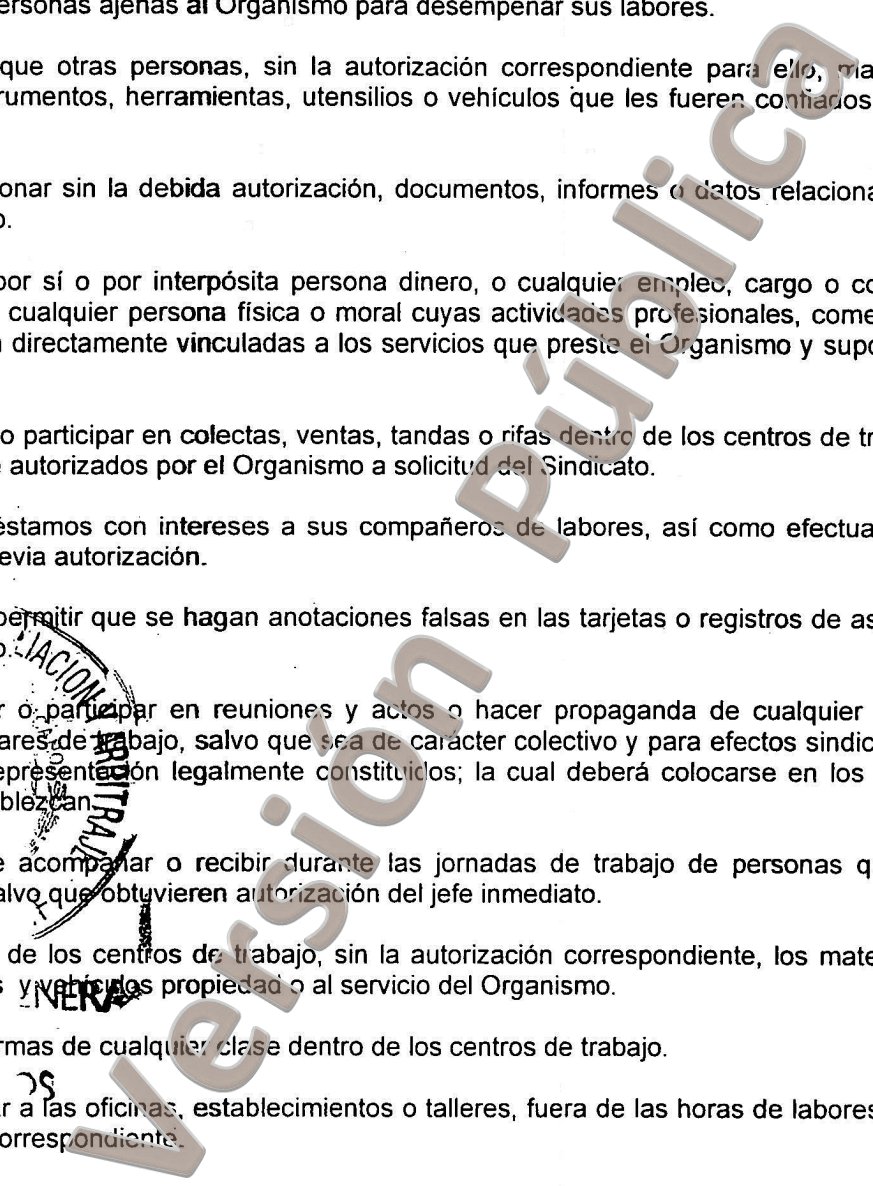 ersonas ajenas al Organismo para desempeñar sus labores.
que otras personas, sin la autorización correspondiente para ello, ma
rumentos, herramientas, utensilios o vehículos que les fueren confiados
onar sin la debida autorización, documentos, informes o datos relaciona
o.
por sí o por interpósita persona dinero, o cualquier empleo, cargo o co
cualquier persona física o moral cuyas actividades profesionales, come
directamente vinculadas a los servicios que preste el Organismo y supo
o participar en colectas, ventas, tandas o rifas dentro de los centros de tr
autorizados por el Organismo a solicitud del Sindicato.
éstamos con intereses a sus compañeros de labores, así como efectua
evia autorización.
permitir que se hagan anotaciones falsas en las tarjetas o registros de as
o.
r o participar en reuniones y actos o hacer propaganda de cualquier
ares de trabajo, salvo que sea de carácter colectivo y para efectos sindic
epresentación legalmente constituidos; la cual deberá colocarse en los
blezcan.
e acompañar o recibir durante las jornadas de trabajo de personas q
alvo que obtuvieren autorización del jefe inmediato.
de los centros de trabajo, sin la autorización correspondiente, los mate
s y vehículos propiedad o al servicio del Organismo.
rmas de cualquier clase dentro de los centros de trabajo.
r a las oficinas, establecimientos o talleres, fuera de las horas de labores
orrespondiente.
Versión Pública
ARBITRAJE